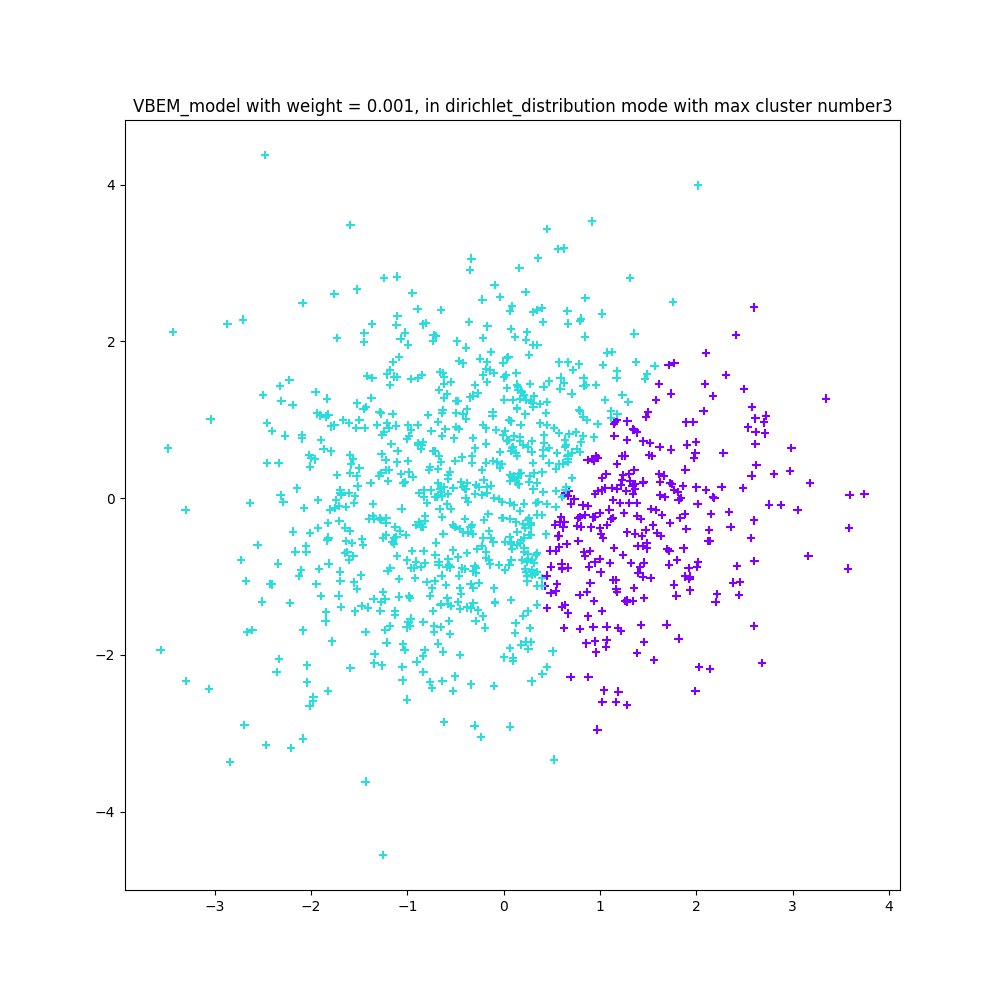 VBEM_model with weight = 0.001, in dirichlet_distribution mode with max cluster number3
4
2
0
−2
−4
−3 −2 −1 0 1 2 3 4